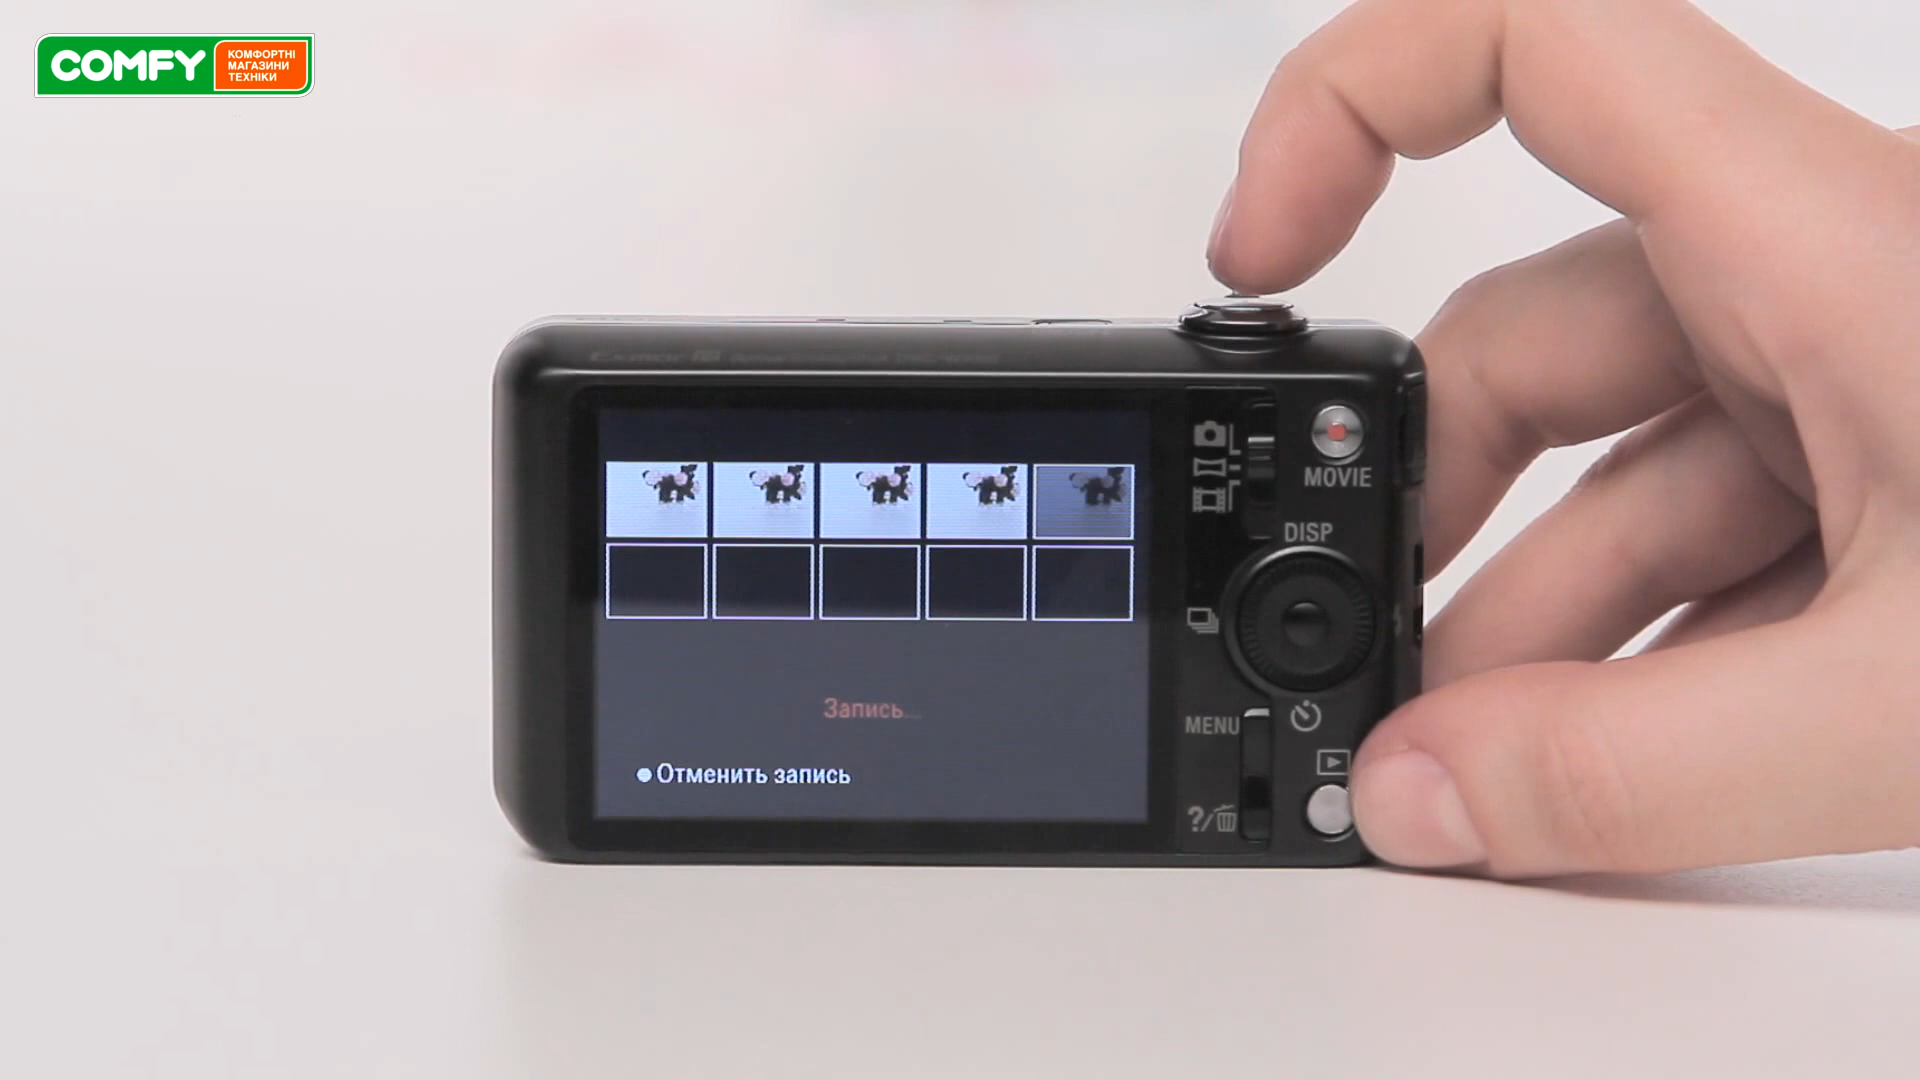 COMFY
КОМФОРТНІ
МАГАЗИНИ
ТЕХНІКИ
MOVIE
DISP
Запись...
MENU
Отменить запись
?/